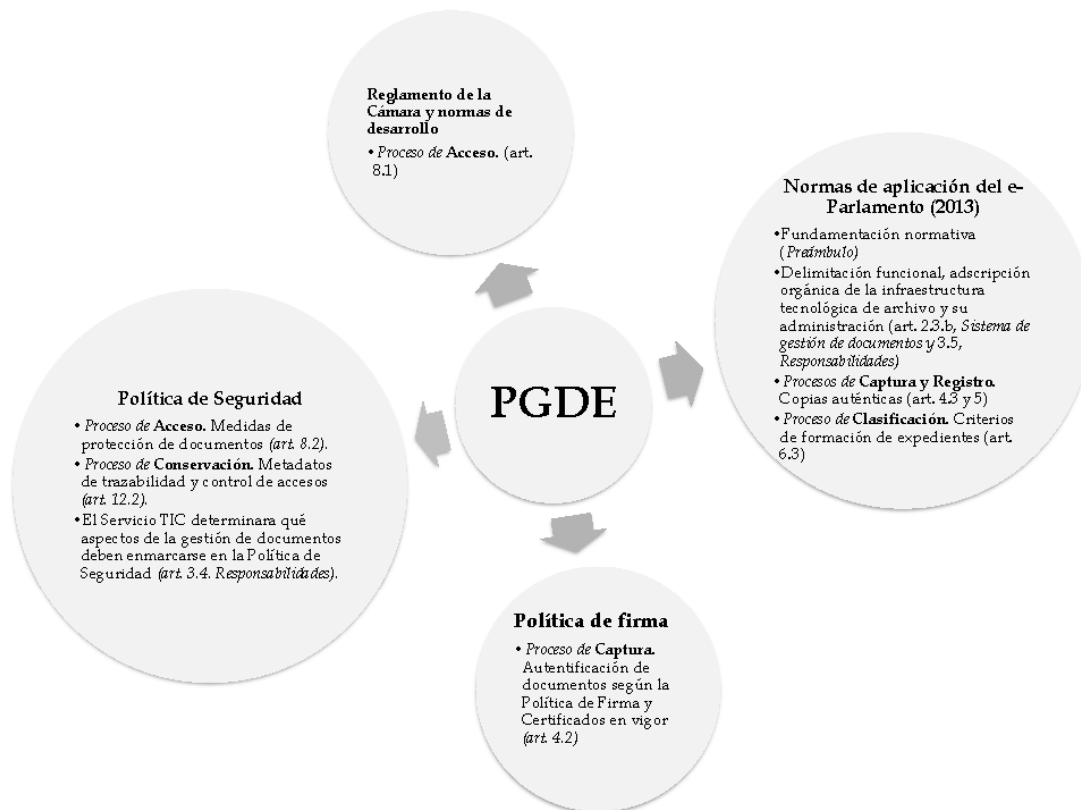 Reglamento de la
Cámara y normas de
desarrollo
• Proceso de Acceso. (art.
8.1)
Normas de aplicación del e-
Parlamento (2013)
•Fundamentación normativa
(Preámbulo)
•Delimitación funcional, adscripción
orgánica de la infraestructura
tecnológica de archivo y su
administración (art. 2.3.b, Sistema de
gestión de documentos y 3.5,
Responsabilidades)
•Procesos de Captura y Registro.
Copias auténticas (art. 4.3 y 5)
•Proceso de Clasificación. Criterios
de formación de expedientes (art.
6.3)
PGDE
Política de Seguridad
• Proceso de Acceso. Medidas de
protección de documentos (art. 8.2).
• Proceso de Conservación. Metadatos
de trazabilidad y control de accesos
(art. 12.2).
•El Servicio TIC determinara qué
aspectos de la gestión de documentos
deben enmarcarse en la Política de
Seguridad (art. 3.4. Responsabilidades).
Política de firma
• Proceso de Captura.
Autentificación de
documentos según la
Política de Firma y
Certificados en vigor
(art. 4.2)